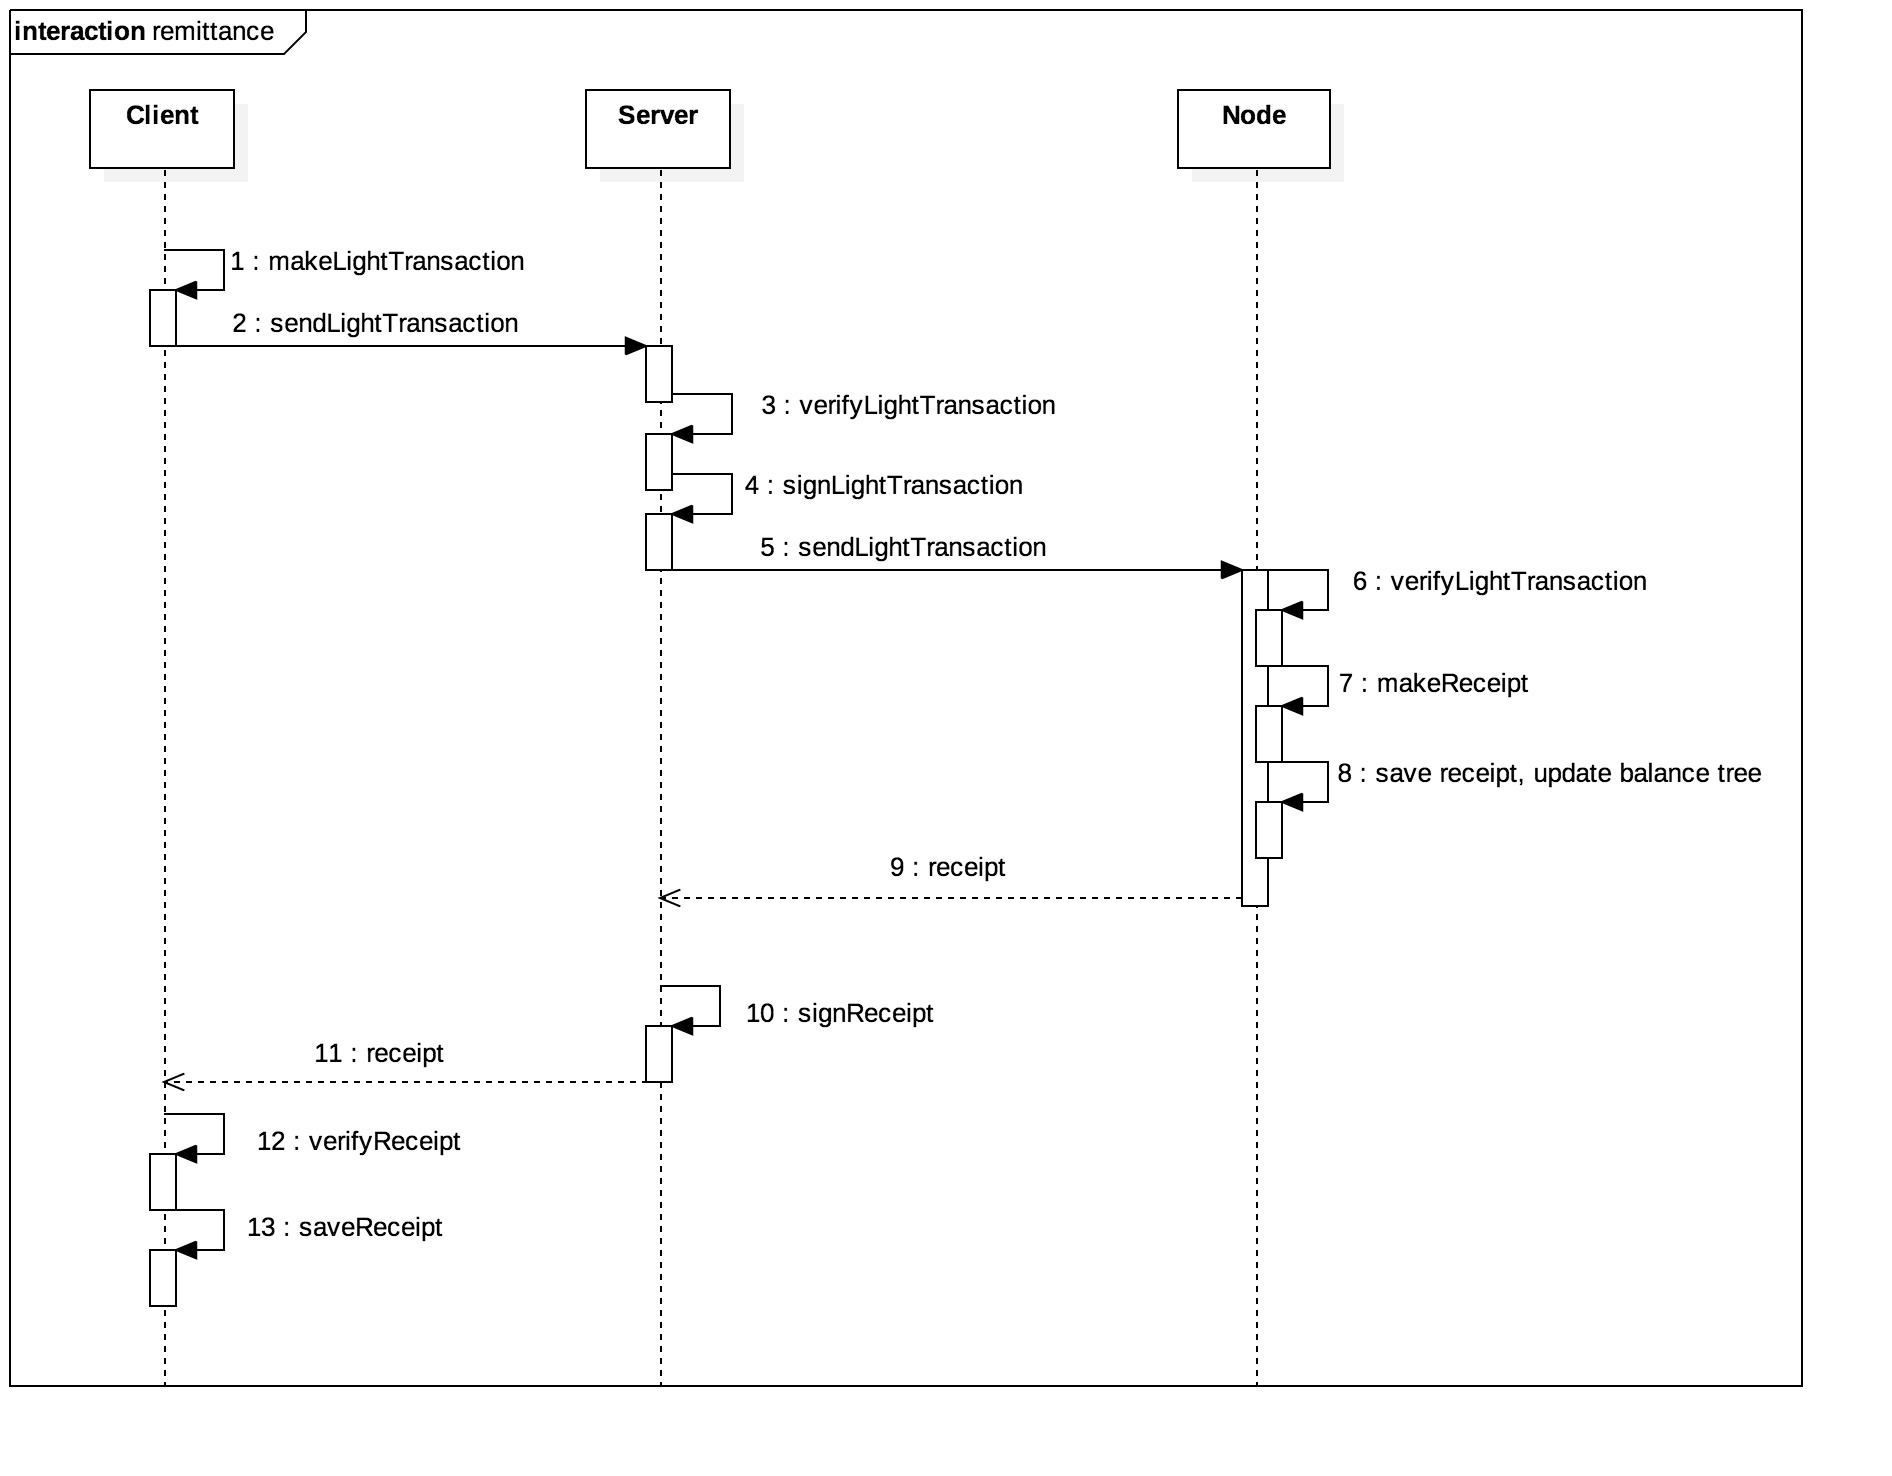 interaction remittance
Client
Server
Node
1 : makeLightTransaction
2 : sendLightTransaction
3 : verifyLightTransaction
4 : signLightTransaction
5 : sendLightTransaction
6 : verifyLightTransaction
7 : makeReceipt
8 : save receipt, update balance tree
9 : receipt
10 : signReceipt
11 : receipt
12 : verifyReceipt
13 : saveReceipt